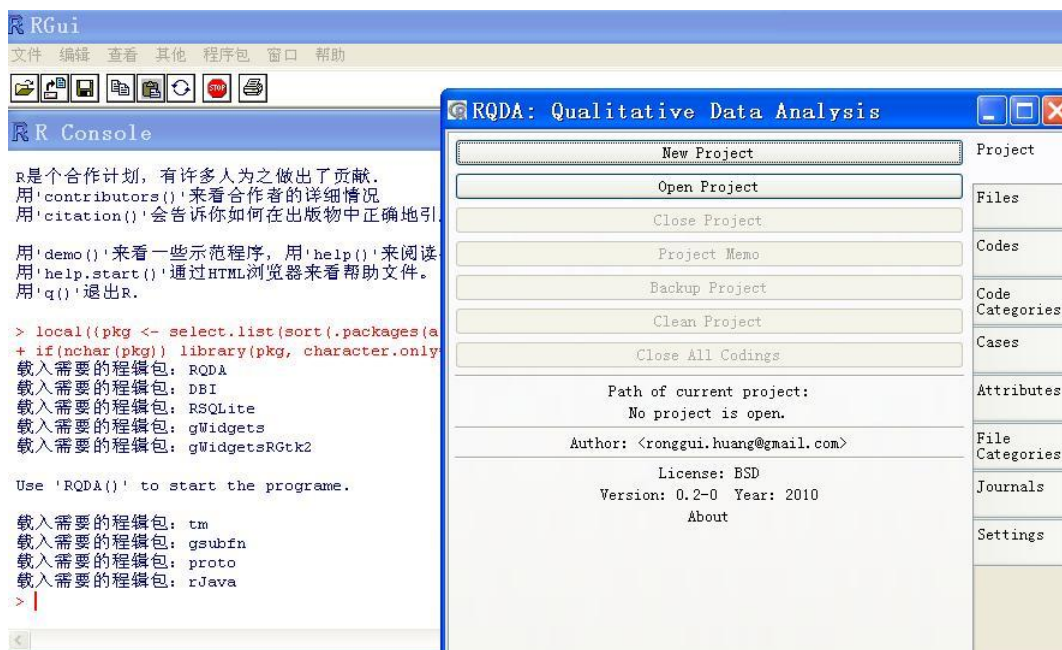 RGui
文件 编辑 查看 其他 程序包 窗口 帮助
STOP
R Console
R是个合作计划，有许多人为之做出了贡献.
用'contributors()'来看合作者的详细情况
用'citation()'会告诉你如何在出版物中正确地引
用'demo()'来看一些示范程序，用'help()'来阅读
用'help.start()'通过HTML浏览器来看帮助文件。
用'q()'退出R.
> local((pkg <- select.list(sort(.packages(a
+ if(nchar(pkg)) library(pkg, character.only
载入需要的程辑包：RQDA
载入需要的程辑包：DBI
载入需要的程辑包：RSQLite
载入需要的程辑包：gWidgets
载入需要的程辑包：gWidgetsRGtk2
Use 'RQDA()' to start the programe.
载入需要的程辑包：tm
载入需要的程辑包：gsubfn
载入需要的程辑包：proto
载入需要的程辑包：rJava
>
RQDA: Qualitative Data Analysis
New Project
Open Project
Close Project
Project Memo
Backup Project
Clean Project
Close All Codings
Path of current project:
No project is open.
Author: <ronggui.huang@gmail.com>
License: BSD
Version: 0.2-0 Year: 2010
About
Project
Files
Codes
Code
Categories
Cases
Attributes
File
Categories
Journals
Settings